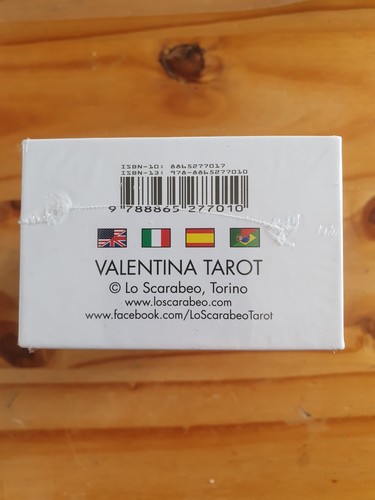 ISBN-10: 8865277017
ISBN-13: 978-8865277010
9 788865 277010
VALENTINA TAROT
© Lo Scarabeo, Torino
www.loscarabeo.com
www.facebook.com/LoScarabeoTarot